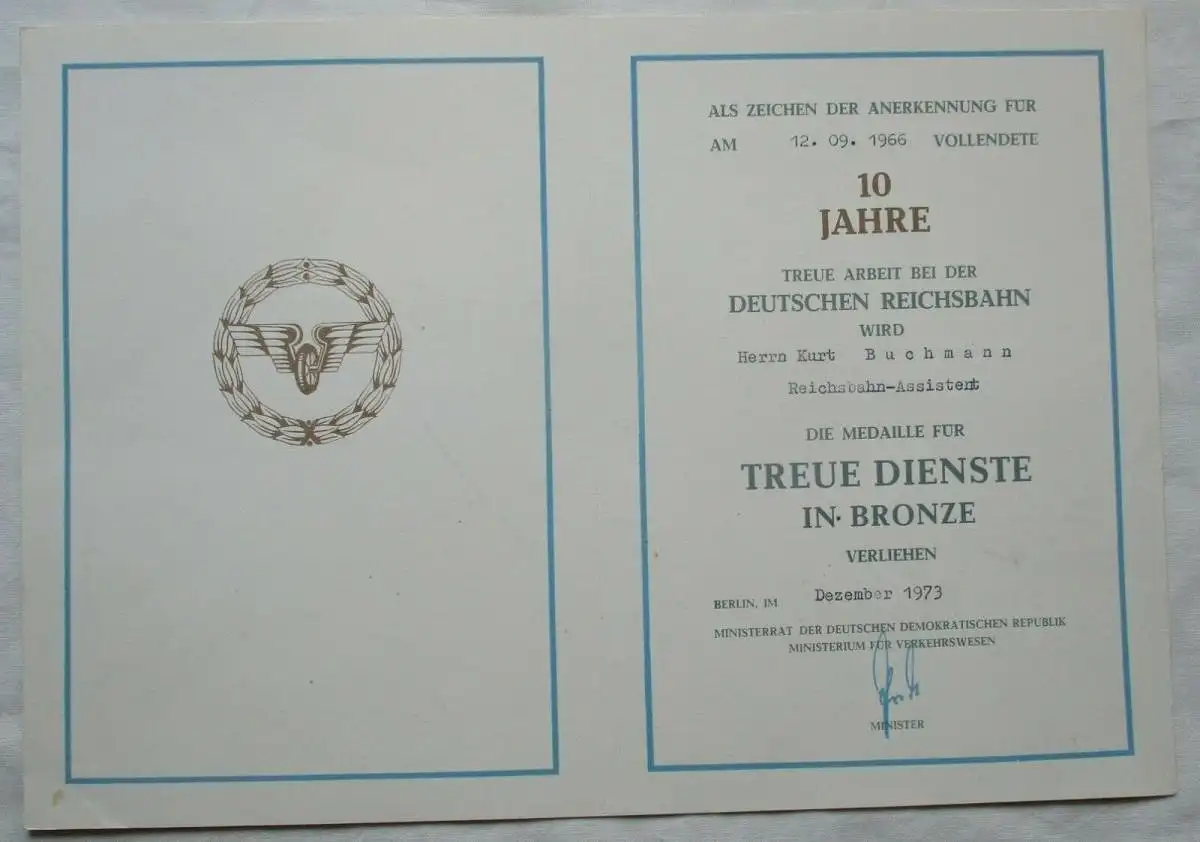 ALS ZEICHEN DER ANERKENNUNG FÜR
AM 12. 09. 1966 VOLLENDETE
10
JAHRE
TREUE ARBEIT BEI DER
DEUTSCHEN REICHSBAHN
WIRD
Herrn Kurt B u c h m a n n
Reichsbahn-Assistent
DIE MEDAILLE FÜR
TREUE DIENSTE
IN BRONZE
VERLIEHEN
BERLIN, IM Dezember 1973
MINISTERRAT DER DEUTSCHEN DEMOKRATISCHEN REPUBLIK
MINISTERIUM FÜR VERKEHRSWESEN
MINISTER